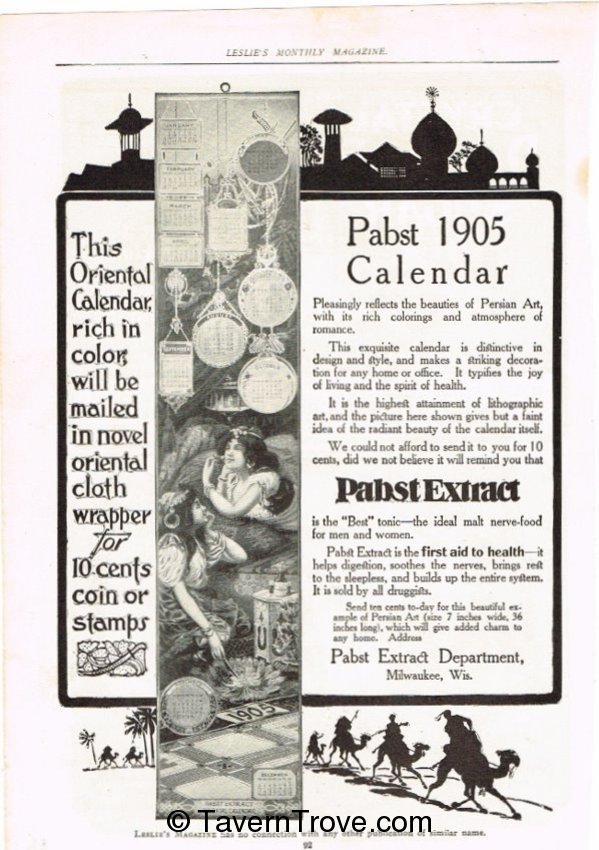 LESLIE'S MONTHLY MAGAZINE.
This
Oriental
Calendar,
rich in
color,
will be
mailed
in novel
oriental
cloth
wrapper
for
10 cents
coin or
stamps
JANUARY
FEBRUARY
MARCH
APRIL
SEPTEMBER
OCTOBER
1905
DECEMBER
PABST EXTRACT
CALENDAR
Pabst 1905
Calendar
Pleasingly reflects the beauties of Persian Art,
with its rich colorings and atmosphere of
romance.
This exquisite calendar is distinctive in
design and style, and makes a striking decora-
tion for any home or office. It typifies the joy
of living and the spirit of health.
It is the highest attainment of lithographic
art, and the picture here shown gives but a faint
idea of the radiant beauty of the calendar itself.
We could not afford to send it to you for 10
cents, did we not believe it will remind you that
Pabst Extract
is the "Best" tonic—the ideal malt nerve-food
for men and women.
Pabst Extract is the first aid to health—it
helps digestion, soothes the nerves, brings rest
to the sleepless, and builds up the entire system.
It is sold by all druggists.
Send ten cents to-day for this beautiful ex-
ample of Persian Art (size 7 inches wide, 36
inches long), which will give added charm to
any home. Address
Pabst Extract Department,
Milwaukee, Wis.
© TavernTrove.com
LESLIE'S MAGAZINE has no connection with any other publication of similar name.
92